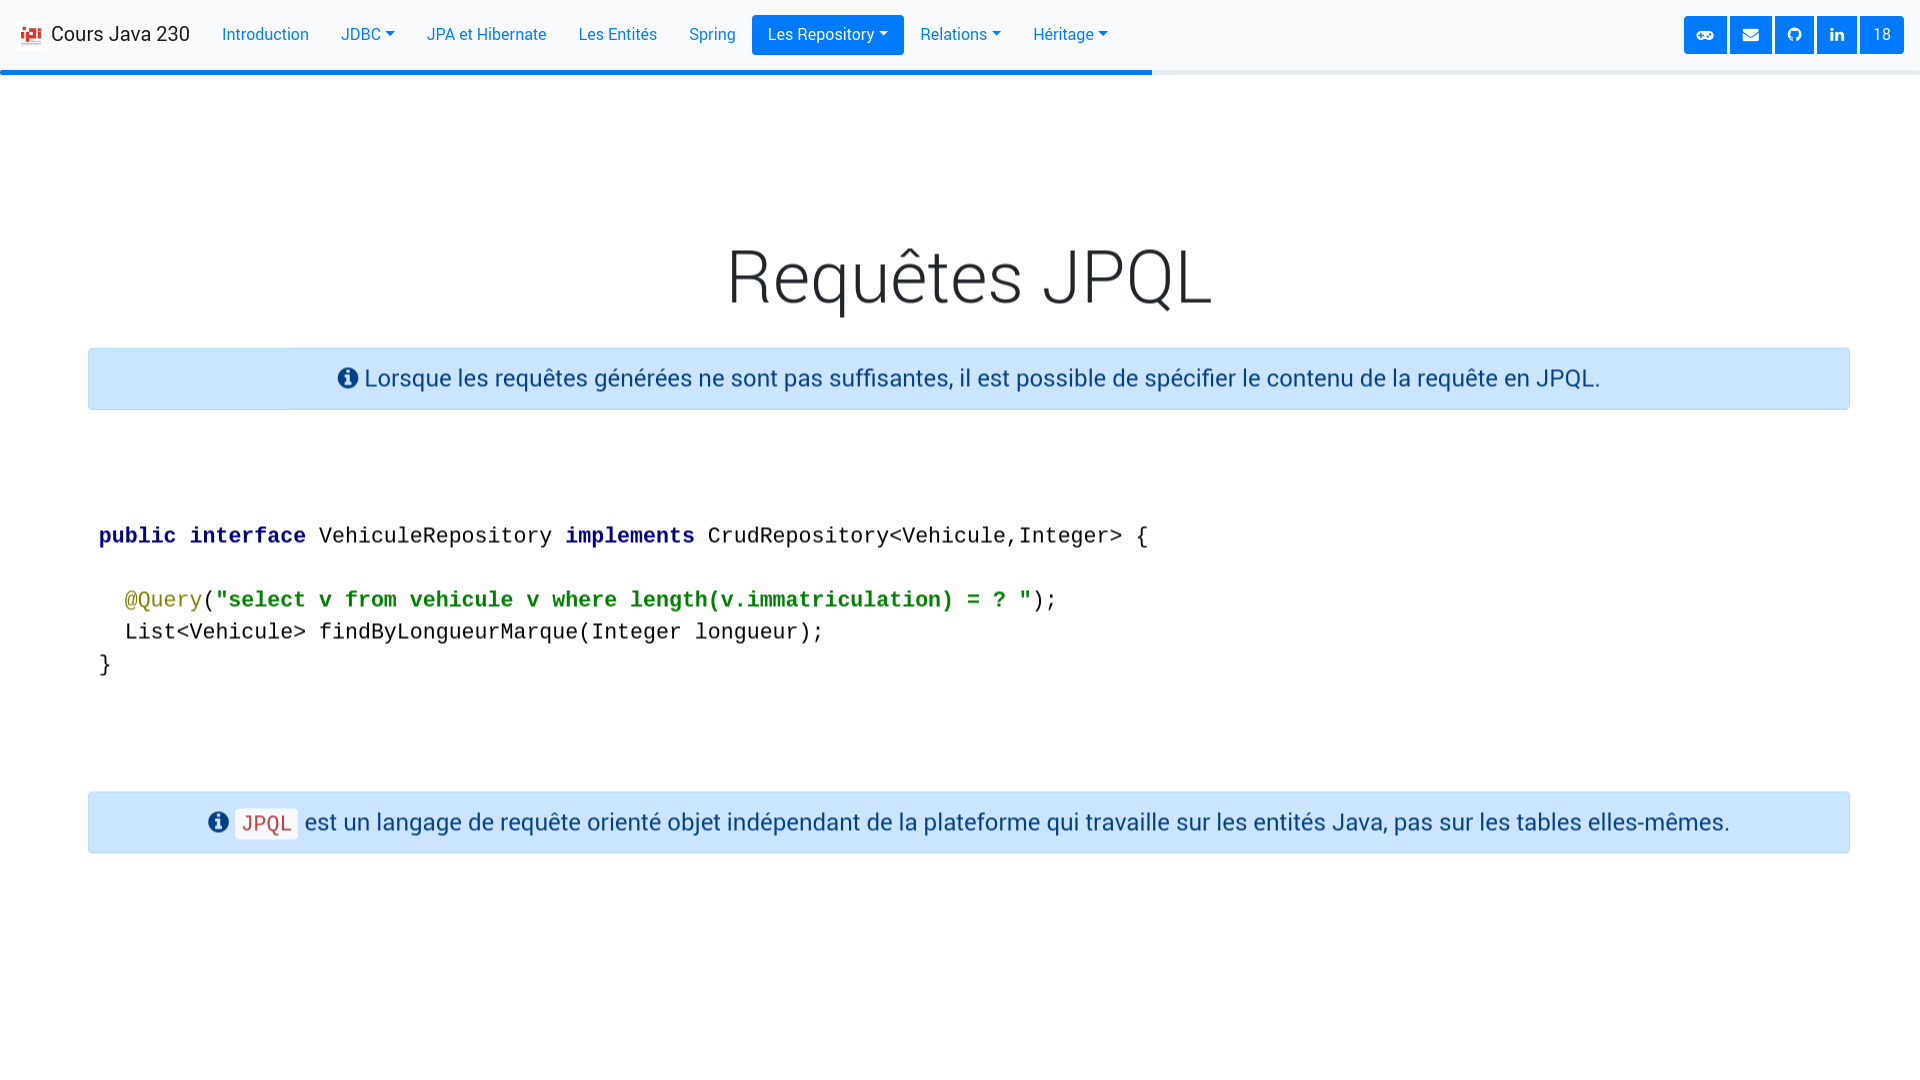 Cours Java 230 Introduction JDBC JPA et Hibernate Les Entités Spring Les Repository Relations Héritage 18
Requêtes JPQL
Lorsque les requêtes générées ne sont pas suffisantes, il est possible de spécifier le contenu de la requête en JPQL.
public interface VehiculeRepository implements CrudRepository<Vehicule,Integer> {
@Query("select v from vehicule v where length(v.immatriculation) = ? ");
List<Vehicule> findByLongueurMarque(Integer longueur);
}
JPQL est un langage de requête orienté objet indépendant de la plateforme qui travaille sur les entités Java, pas sur les tables elles-mêmes.